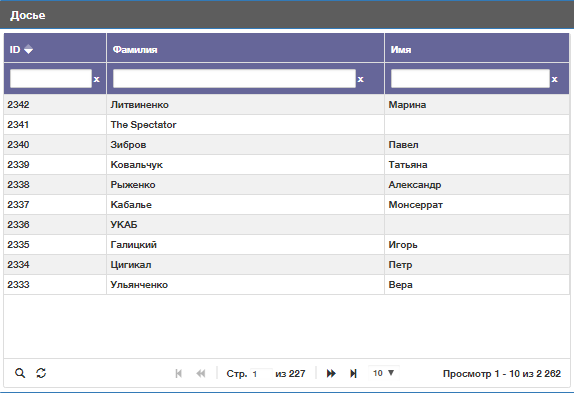 Досье
ID Фамилия Имя
x x x
2342 Литвиненко Марина
2341 The Spectator
2340 Зибров Павел
2339 Ковальчук Татьяна
2338 Рыженко Александр
2337 Кабалье Монсеррат
2336 УКАБ
2335 Галицкий Игорь
2334 Цигикал Петр
2333 Ульянченко Вера
Стр. 1 из 227 10 Просмотр 1 - 10 из 2 262